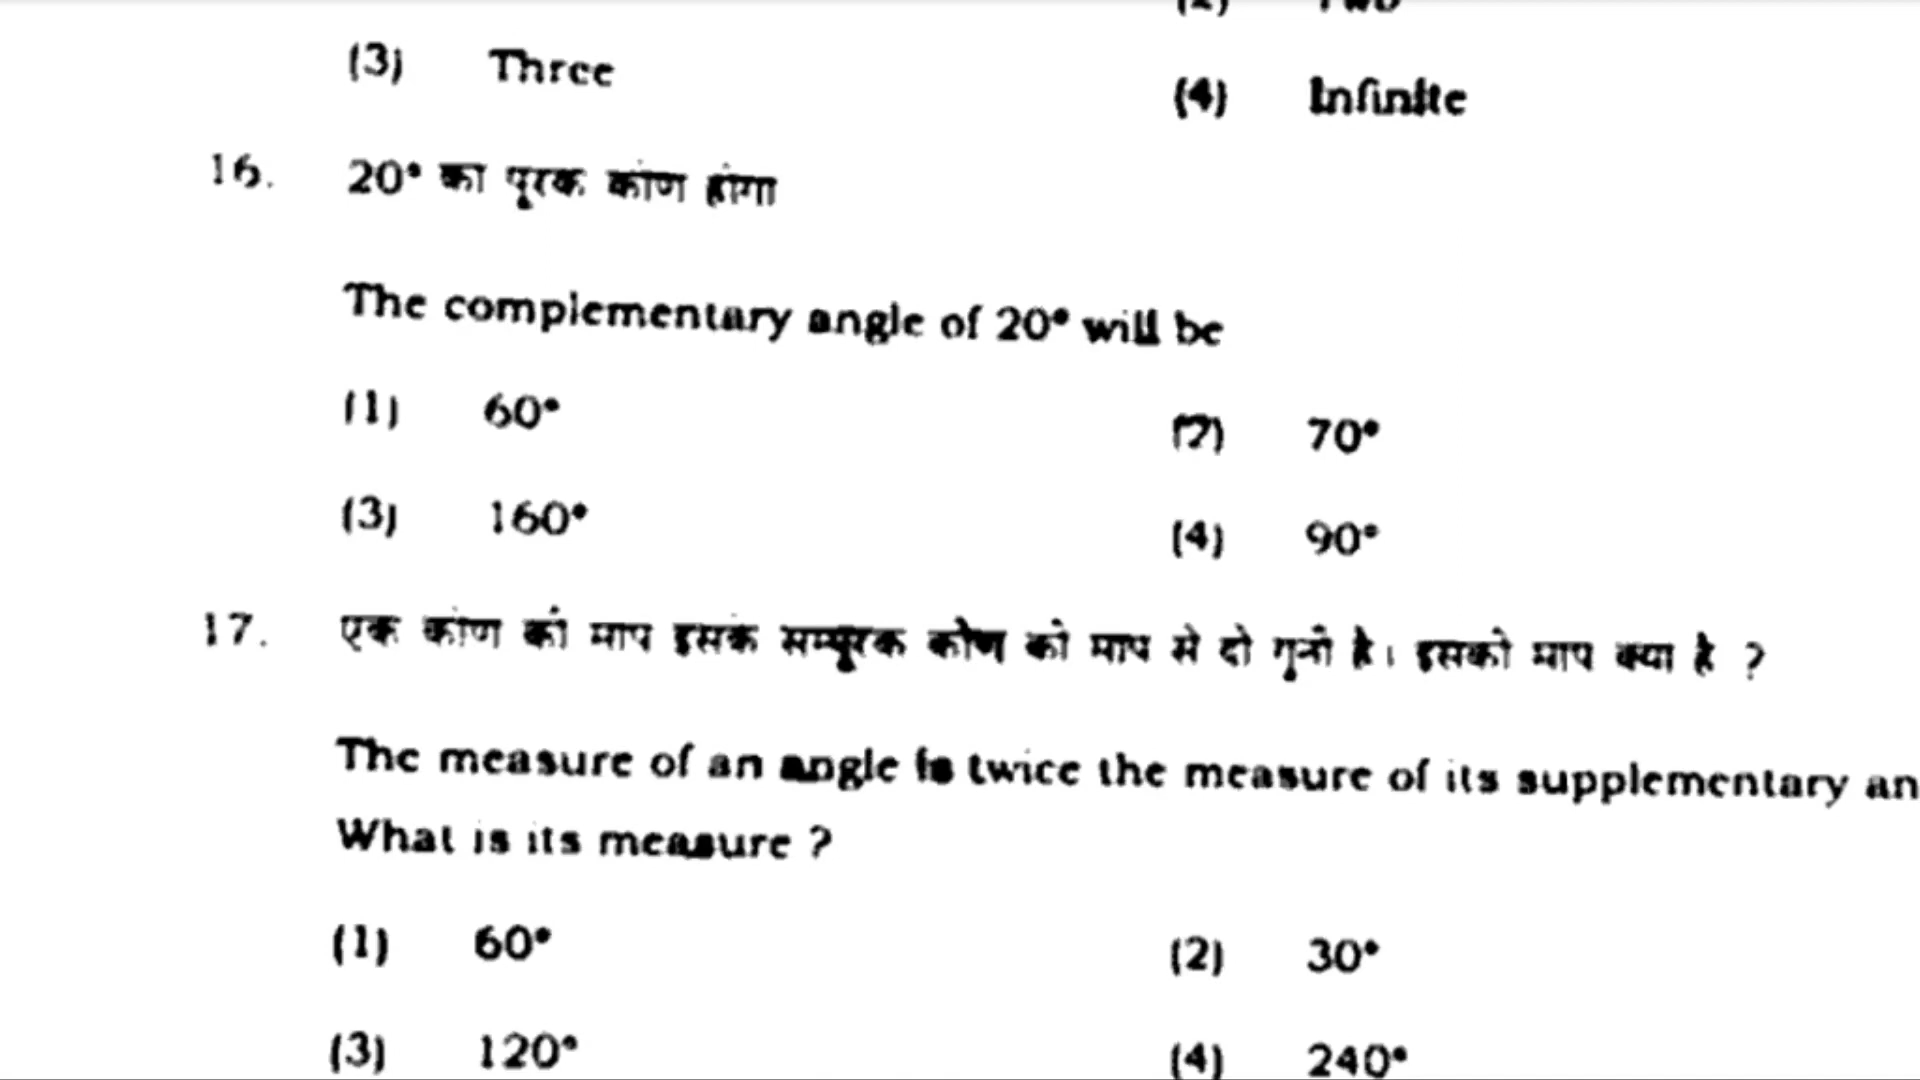 (3) Three
(4) Infinite
16. 20° का पूरक कोण होगा
The complementary angle of 20° will be
(1) 60°
(2) 70°
(3) 160°
(4) 90°
17. एक कोण की माप इसके सम्पूरक कोण की माप से दो गुनी है। इसकी माप क्या है ?
The measure of an angle is twice the measure of its supplementary an
What is its measure ?
(1) 60°
(2) 30°
(3) 120°
(4) 240°